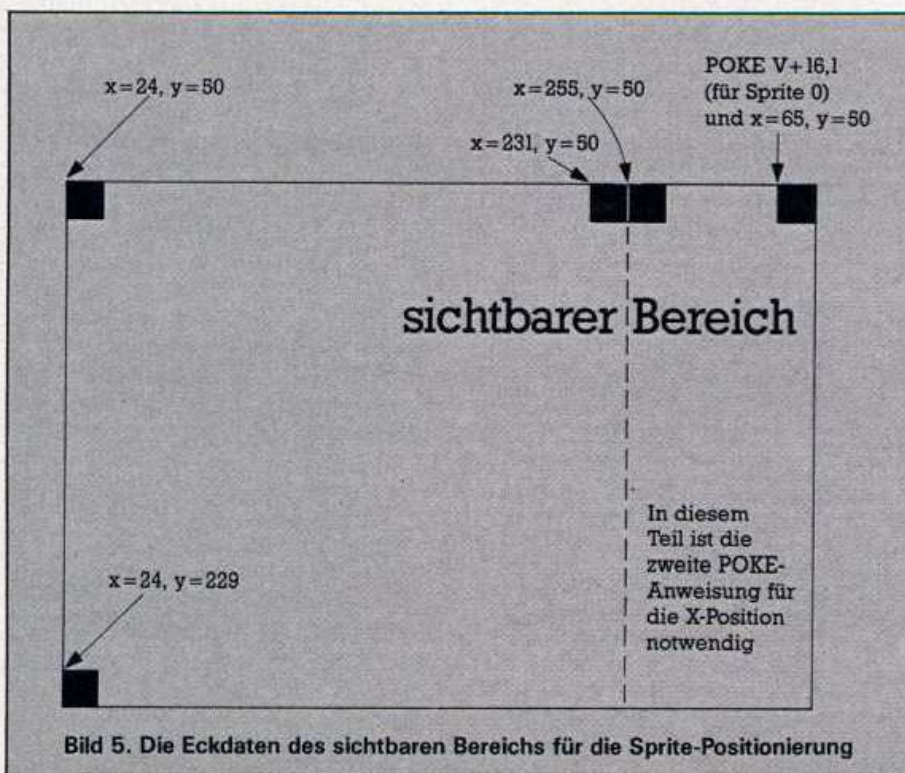 x=24, y=50
x=255, y=50
x=231, y=50
POKE V+16,1
(für Sprite 0)
und x=65, y=50
sichtbarer Bereich
In diesem
Teil ist die
zweite POKE-
Anweisung für
die X-Position
notwendig
x=24, y=229
Bild 5. Die Eckdaten des sichtbaren Bereichs für die Sprite-Positionierung